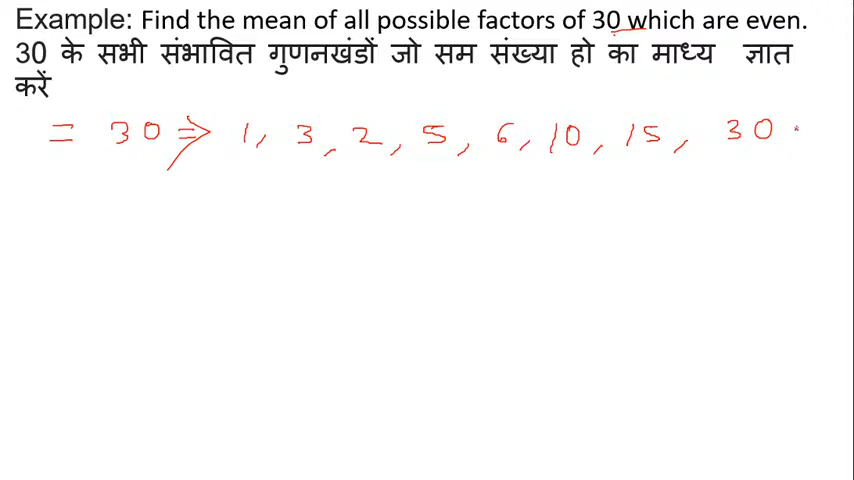 Example: Find the mean of all possible factors of 30 which are even.
30 के सभी संभावित गुणनखंडों जो सम संख्या हो का माध्य ज्ञात
करें
= 30 ⇒ 1, 3, 2, 5, 6, 10, 15, 30